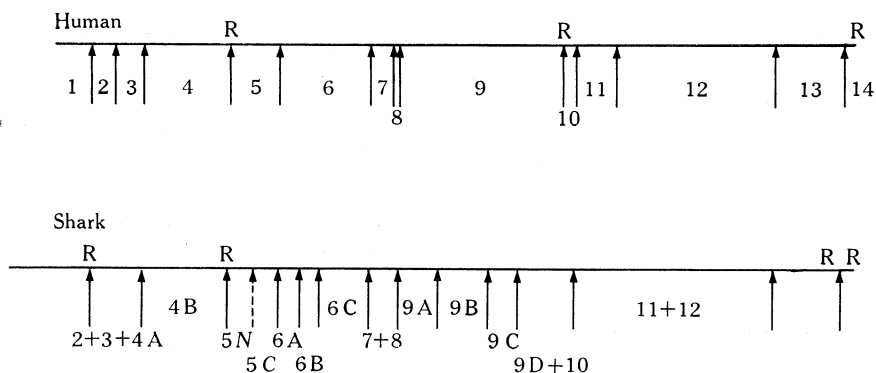 Human
R R R
1 2 3 4 5 6 7 9 11 12 13 14
8 10
Shark
R R R R
4B 6C 9A 9B 11+12
2+3+4A 5N 6A 7+8 9C
5C 6B 9D+10